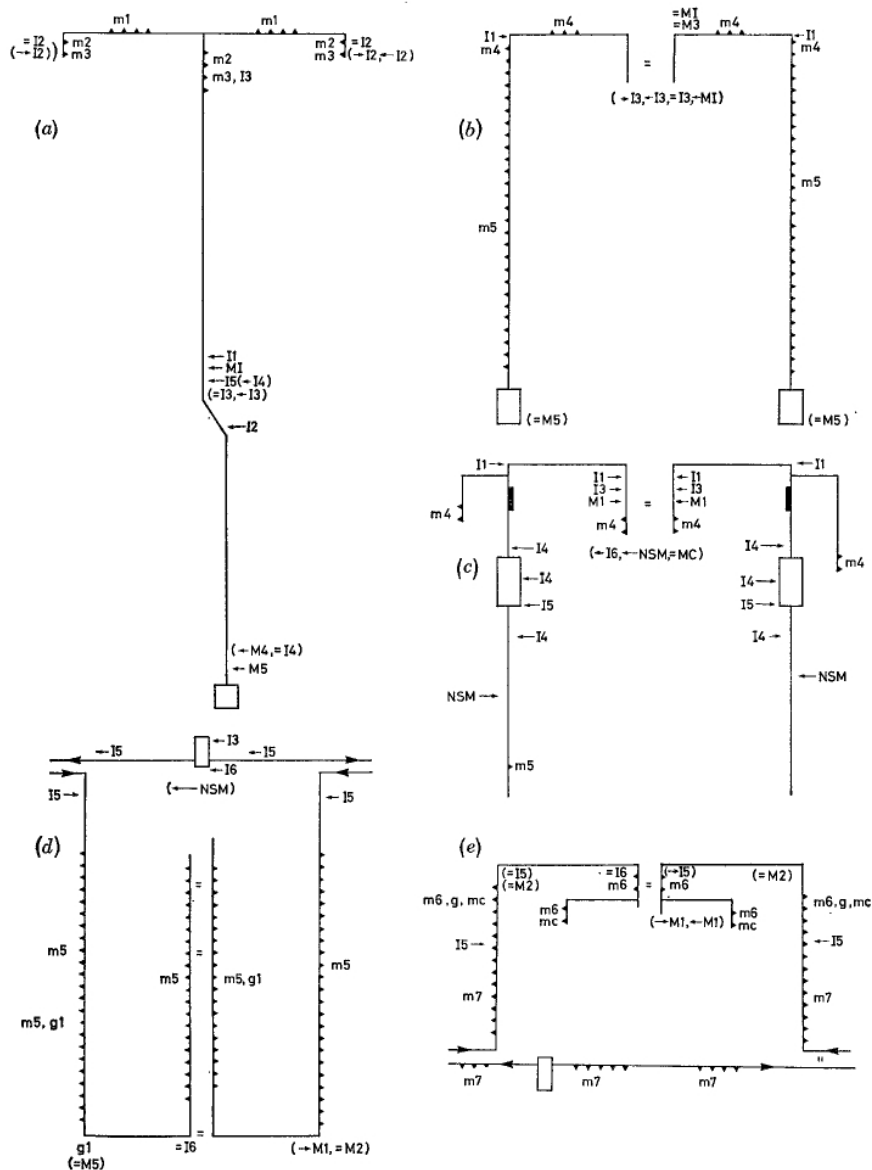 m1
m1
=I2
(→I2))
m2
m3
m2
m3
=I2
(→I2, ←I2)
m2
m3, I3
(a)
←I1
←MI
←I5(←I4)
(=I3,←I3)
←I2
(←M4,=I4)
←M5
m4
=MI
=M3
m4
I1→
m4
←I1
m4
=
(→I3,←I3,=I3,←MI)
(b)
m5
m5
(=M5)
(=M5)
I1→
←I1
I1→
I3→
M1→
←I1
←I3
←M1
=
m4
m4
m4
m4
(←I6,←NSM,=MC)
(c)
←I4
←I4
←I5
←I4
I4→
I4→
I5→
I4→
NSM→
←NSM
m5
←I5
←I3
←I5
←I6
(←NSM)
I5→
←I5
(d)
=
=
m5
m5
m5, g1
m5
m5, g1
g1
(=M5)
=I6
=
(→M1,=M2)
(e)
(=I5)
(=M2)
=I6
m6
=
(→I5)
m6
(=M2)
m6,g,mc
m6
mc
(→M1,←M1)
m6
mc
m6,g,mc
I5→
←I5
m7
m7
m7
m7
m7
"